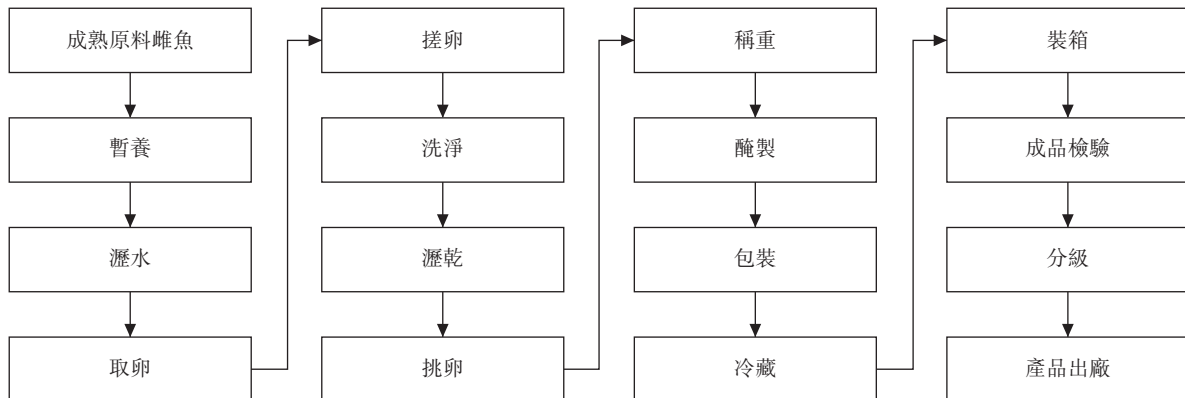 成熟原料雌魚
暫養
瀝水
取卵
搓卵
洗淨
瀝乾
挑卵
稱重
醃製
包裝
冷藏
裝箱
成品檢驗
分級
產品出廠